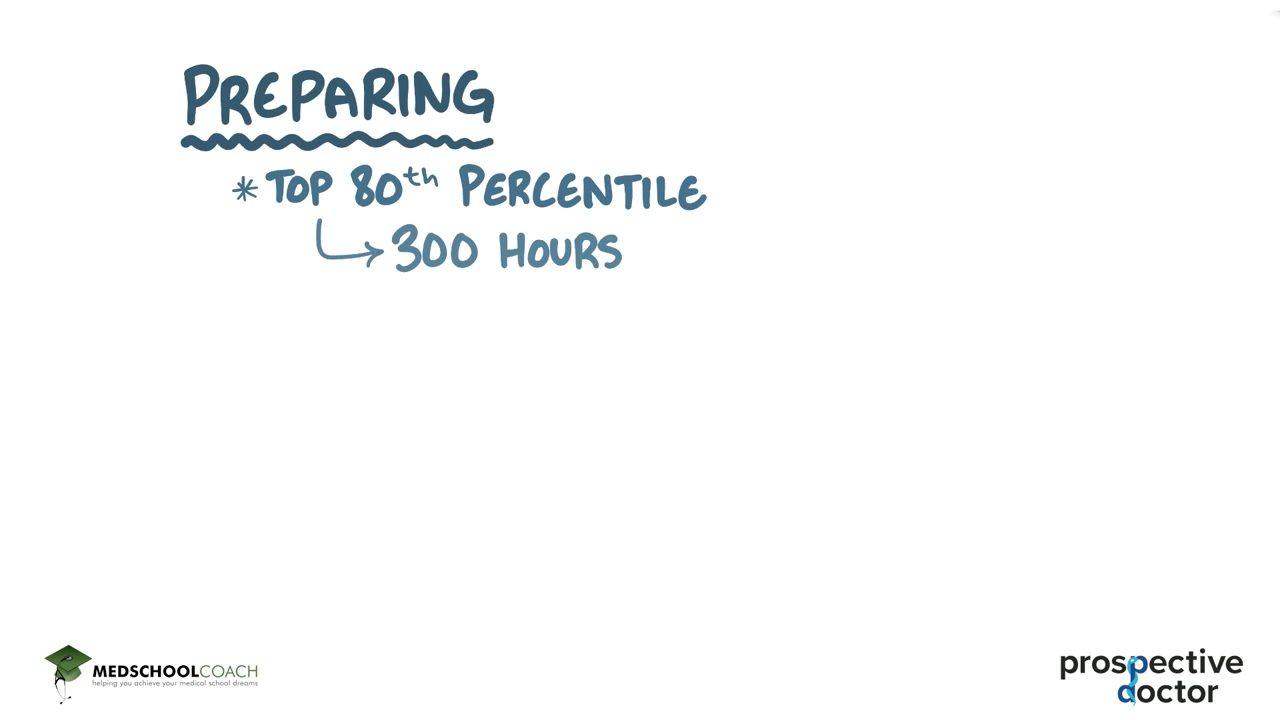 PREPARING
* TOP 80th PERCENTILE
300 HOURS
MEDSCHOOLCOACH
helping you achieve your medical school dreams
prospective
doctor